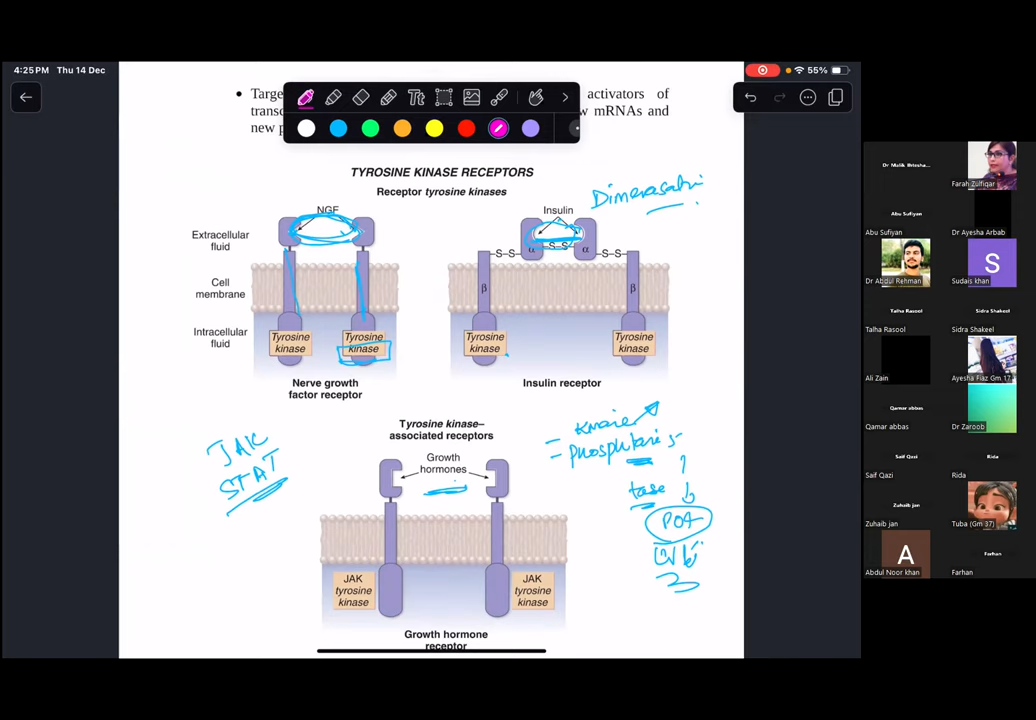 4:25 PM Thu 14 Dec
55%
• Targe
activators of
transc
w mRNAs and
new p
TYROSINE KINASE RECEPTORS
Receptor tyrosine kinases
NGF
Insulin
Extracellular
fluid
α
S–S
α
S–S
S–S
Cell
membrane
β
β
Intracellular
fluid
Tyrosine
kinase
Tyrosine
kinase
Tyrosine
kinase
Tyrosine
kinase
Nerve growth
factor receptor
Insulin receptor
JAK
STAT
Tyrosine kinase–
associated receptors
Growth
hormones
tase
PO4
JAK
tyrosine
kinase
JAK
tyrosine
kinase
Growth hormone
receptor
Dr Malik Ihtesha...
Farah Zulfiqar
Abu Sufiyan
Abu Sufiyan
Dr Ayesha Arbab
Dr Abdul Rehman
S
Sudais khan
Talha Rasool
Talha Rasool
Sidra Shakeel
Sidra Shakeel
Ali Zain
Ayesha Fiaz Gm 17
Qamar abbas
Qamar abbas
Dr Zaroob
Saif Qazi
Saif Qazi
Rida
Rida
Zuhaib jan
Zuhaib jan
Tuba (Gm 37)
A
Abdul Noor khan
Farhan
Farhan